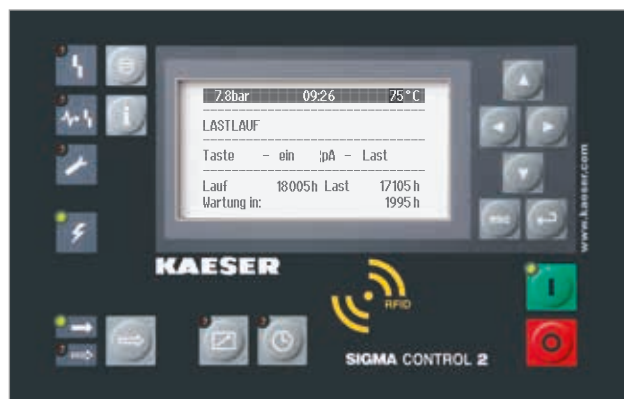 7.8bar 09:26 75°C
LASTLAUF
Taste - ein ¦pA - Last
Lauf 18005h Last 17105h
Wartung in: 1995h
esc
www.kaeser.com
KAESER
RFID
I
SIGMA CONTROL 2